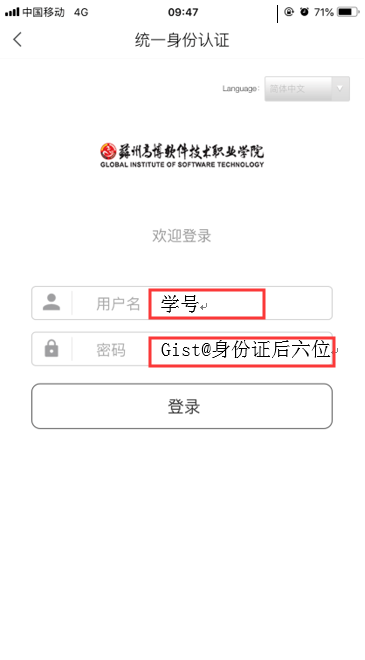 中国移动 4G 09:47 71%
统一身份认证
Language: 简体中文
蘇州高博软件技术职业学院
GLOBAL INSTITUTE OF SOFTWARE TECHNOLOGY
欢迎登录
用户名 学号
密码 Gist@身份证后六位
登录